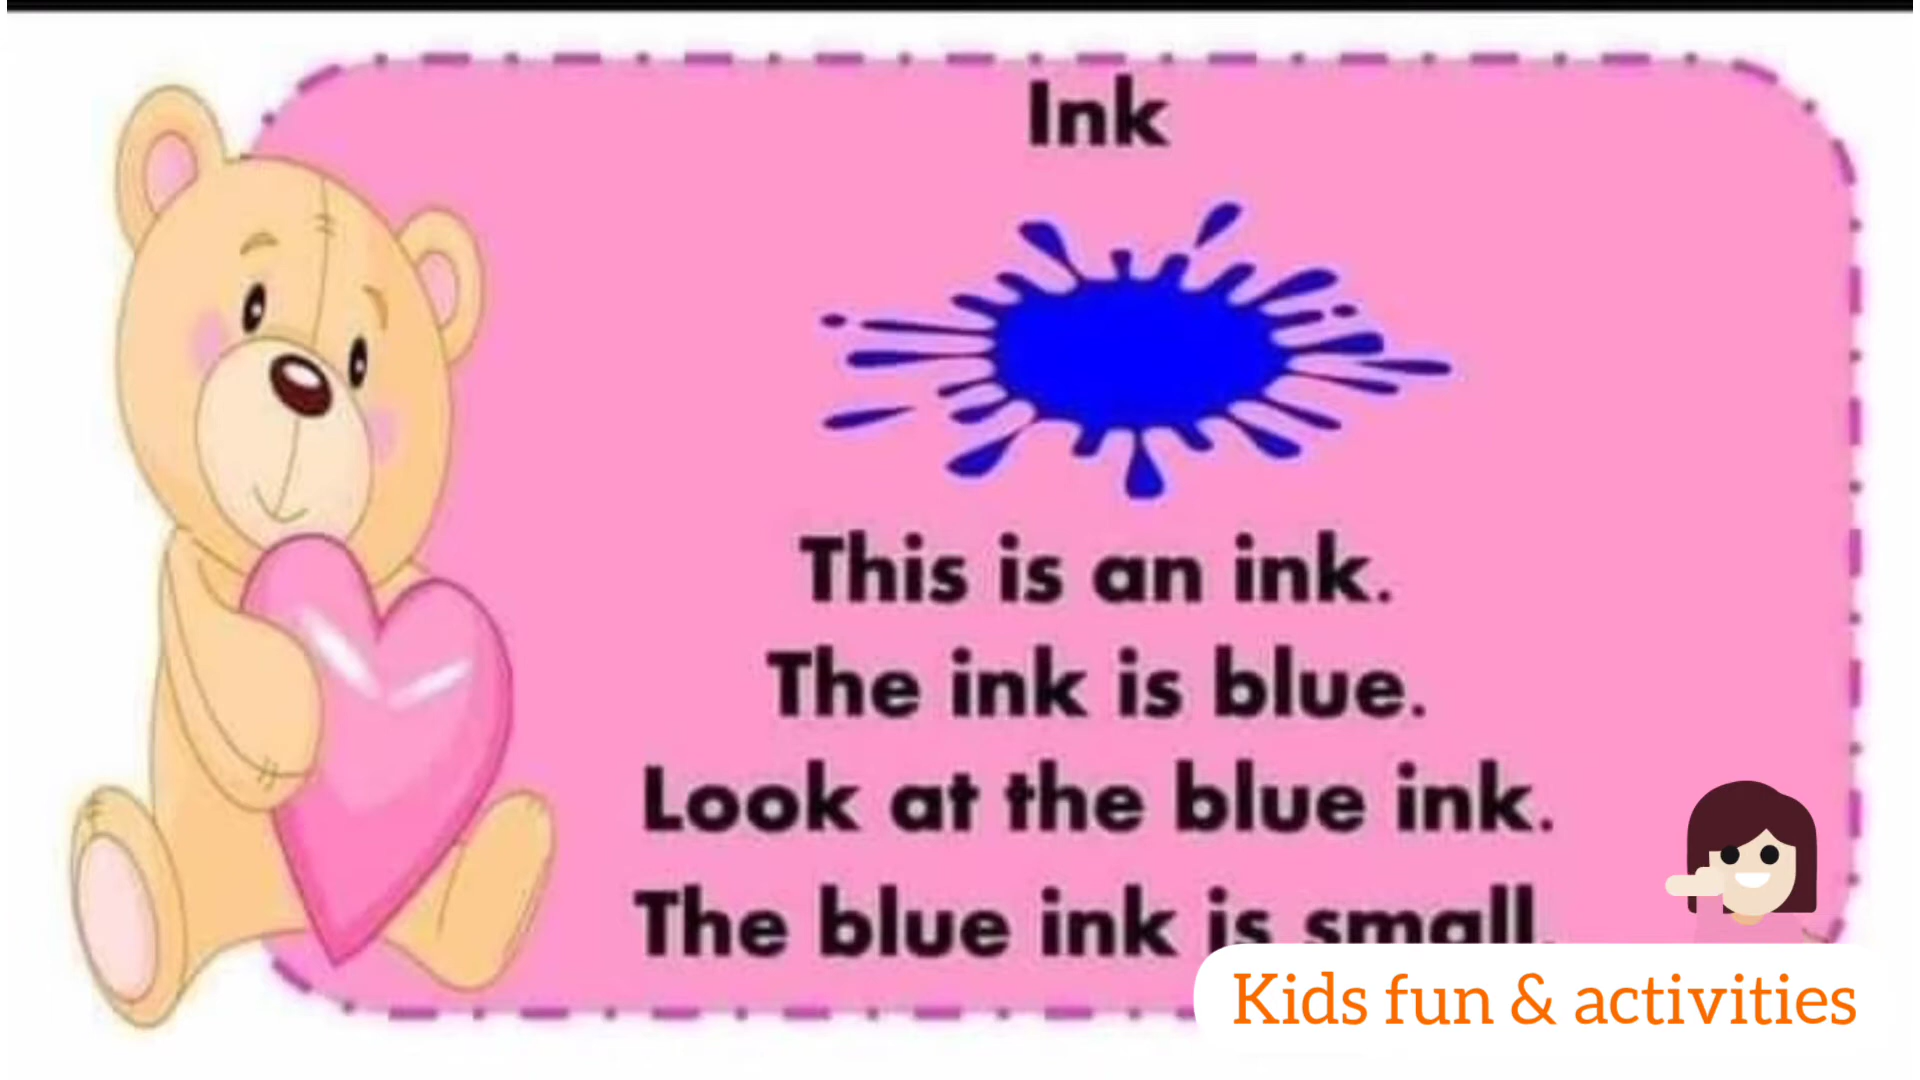 Ink
This is an ink.
The ink is blue.
Look at the blue ink.
The blue ink is small.
Kids fun & activities